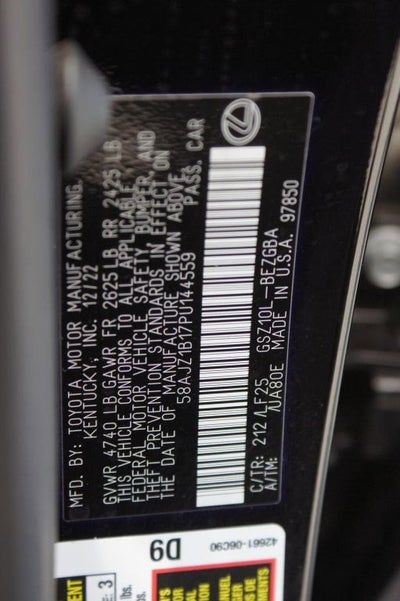 MFD. BY: TOYOTA MOTOR MANUFACTURING,
KENTUCKY, INC. 12/22
GVWR 4740 LB GAWR FR 2625 LB RR 2425 LB
THIS VEHICLE CONFORMS TO ALL APPLICABLE
FEDERAL MOTOR VEHICLE SAFETY, BUMPER, AND
THEFT PREVENTION STANDARDS IN EFFECT ON
THE DATE OF MANUFACTURE SHOWN ABOVE.
58AJZ1B17PU144559 PASS. CAR
C/TR: 212 /LF25 GSZ10L-BEZGBA
A/TM: /UA80E MADE IN U.S.A. 97850
D9
42661-06C90
3
lbs.